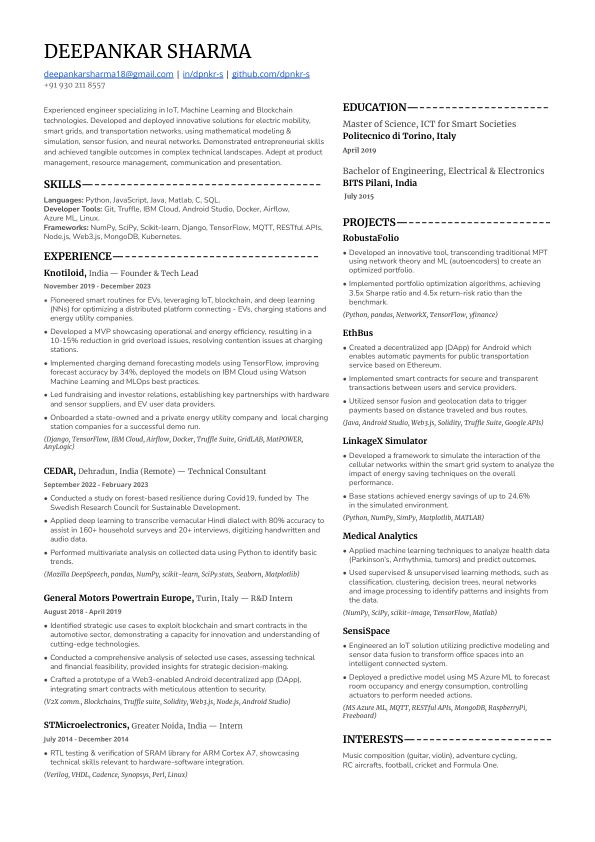 DEEPANKAR SHARMA
deepankarsharma18@gmail.com | in/dpnkr-s | github.com/dpnkr-s
+91 930 211 8557
Experienced engineer specializing in IoT, Machine Learning and Blockchain
technologies. Developed and deployed innovative solutions for electric mobility,
smart grids, and transportation networks, using mathematical modeling &
simulation, sensor fusion, and neural networks. Demonstrated entrepreneurial skills
and achieved tangible outcomes in complex technical landscapes. Adept at product
management, resource management, communication and presentation.
SKILLS
Languages: Python, JavaScript, Java, Matlab, C, SQL.
Developer Tools: Git, Truffle, IBM Cloud, Android Studio, Docker, Airflow,
Azure ML, Linux.
Frameworks: NumPy, SciPy, Scikit-learn, Django, TensorFlow, MQTT, RESTful APIs,
Node.js, Web3.js, MongoDB, Kubernetes.
EXPERIENCE
Knotiloid, India — Founder & Tech Lead
November 2019 - December 2023
• Pioneered smart routines for EVs, leveraging IoT, blockchain, and deep learning
(NNs) for optimizing a distributed platform connecting - EVs, charging stations and
energy utility companies.
• Developed a MVP showcasing operational and energy efficiency, resulting in a
10-15% reduction in grid overload issues, resolving contention issues at charging
stations.
• Implemented charging demand forecasting models using TensorFlow, improving
forecast accuracy by 34%, deployed the models on IBM Cloud using Watson
Machine Learning and MLOps best practices.
• Led fundraising and investor relations, establishing key partnerships with hardware
and sensor suppliers, and EV user data providers.
• Onboarded a state-owned and a private energy utility company and local charging
station companies for a successful demo run.
(Django, TensorFlow, IBM Cloud, Airflow, Docker, Truffle Suite, GridLAB, MatPOWER,
AnyLogic)
CEDAR, Dehradun, India (Remote) — Technical Consultant
September 2022 - February 2023
• Conducted a study on forest-based resilience during Covid19, funded by The
Swedish Research Council for Sustainable Development.
• Applied deep learning to transcribe vernacular Hindi dialect with 80% accuracy to
assist in 160+ household surveys and 20+ interviews, digitizing handwritten and
audio data.
• Performed multivariate analysis on collected data using Python to identify basic
trends.
(Mozilla DeepSpeech, pandas, NumPy, scikit-learn, SciPy.stats, Seaborn, Matplotlib)
General Motors Powertrain Europe, Turin, Italy — R&D Intern
August 2018 - April 2019
• Identified strategic use cases to exploit blockchain and smart contracts in the
automotive sector, demonstrating a capacity for innovation and understanding of
cutting-edge technologies.
• Conducted a comprehensive analysis of selected use cases, assessing technical
and financial feasibility, provided insights for strategic decision-making.
• Crafted a prototype of a Web3-enabled Android decentralized app (DApp),
integrating smart contracts with meticulous attention to security.
(V2X comm., Blockchains, Truffle suite, Solidity, Web3.js, Node.js, Android Studio)
STMicroelectronics, Greater Noida, India — Intern
July 2014 - December 2014
• RTL testing & verification of SRAM library for ARM Cortex A7, showcasing
technical skills relevant to hardware-software integration.
(Verilog, VHDL, Cadence, Synopsys, Perl, Linux)
EDUCATION
Master of Science, ICT for Smart Societies
Politecnico di Torino, Italy
April 2019
Bachelor of Engineering, Electrical & Electronics
BITS Pilani, India
July 2015
PROJECTS
RobustaFolio
• Developed an innovative tool, transcending traditional MPT
using network theory and ML (autoencoders) to create an
optimized portfolio.
• Implemented portfolio optimization algorithms, achieving
3.5x Sharpe ratio and 4.5x return-risk ratio than the
benchmark.
(Python, pandas, NetworkX, TensorFlow, yfinance)
EthBus
• Created a decentralized app (DApp) for Android which
enables automatic payments for public transportation
service based on Ethereum.
• Implemented smart contracts for secure and transparent
transactions between users and service providers.
• Utilized sensor fusion and geolocation data to trigger
payments based on distance traveled and bus routes.
(Java, Android Studio, Web3.js, Solidity, Truffle Suite, Google APIs)
LinkageX Simulator
• Developed a framework to simulate the interaction of the
cellular networks within the smart grid system to analyze the
impact of energy saving techniques on the overall
performance.
• Base stations achieved energy savings of up to 24.6%
in the simulated environment.
(Python, NumPy, SimPy, Matplotlib, MATLAB)
Medical Analytics
• Applied machine learning techniques to analyze health data
(Parkinson's, Arrhythmia, tumors) and predict outcomes.
• Used supervised & unsupervised learning methods, such as
classification, clustering, decision trees, neural networks
and image processing to identify patterns and insights from
the data.
(NumPy, SciPy, scikit-image, TensorFlow, Matlab)
SensiSpace
• Engineered an IoT solution utilizing predictive modeling and
sensor data fusion to transform office spaces into an
intelligent connected system.
• Deployed a predictive model using MS Azure ML to forecast
room occupancy and energy consumption, controlling
actuators to perform needed actions.
(MS Azure ML, MQTT, RESTful APIs, MongoDB, RaspberryPi,
Freeboard)
INTERESTS
Music composition (guitar, violin), adventure cycling,
RC aircrafts, football, cricket and Formula One.